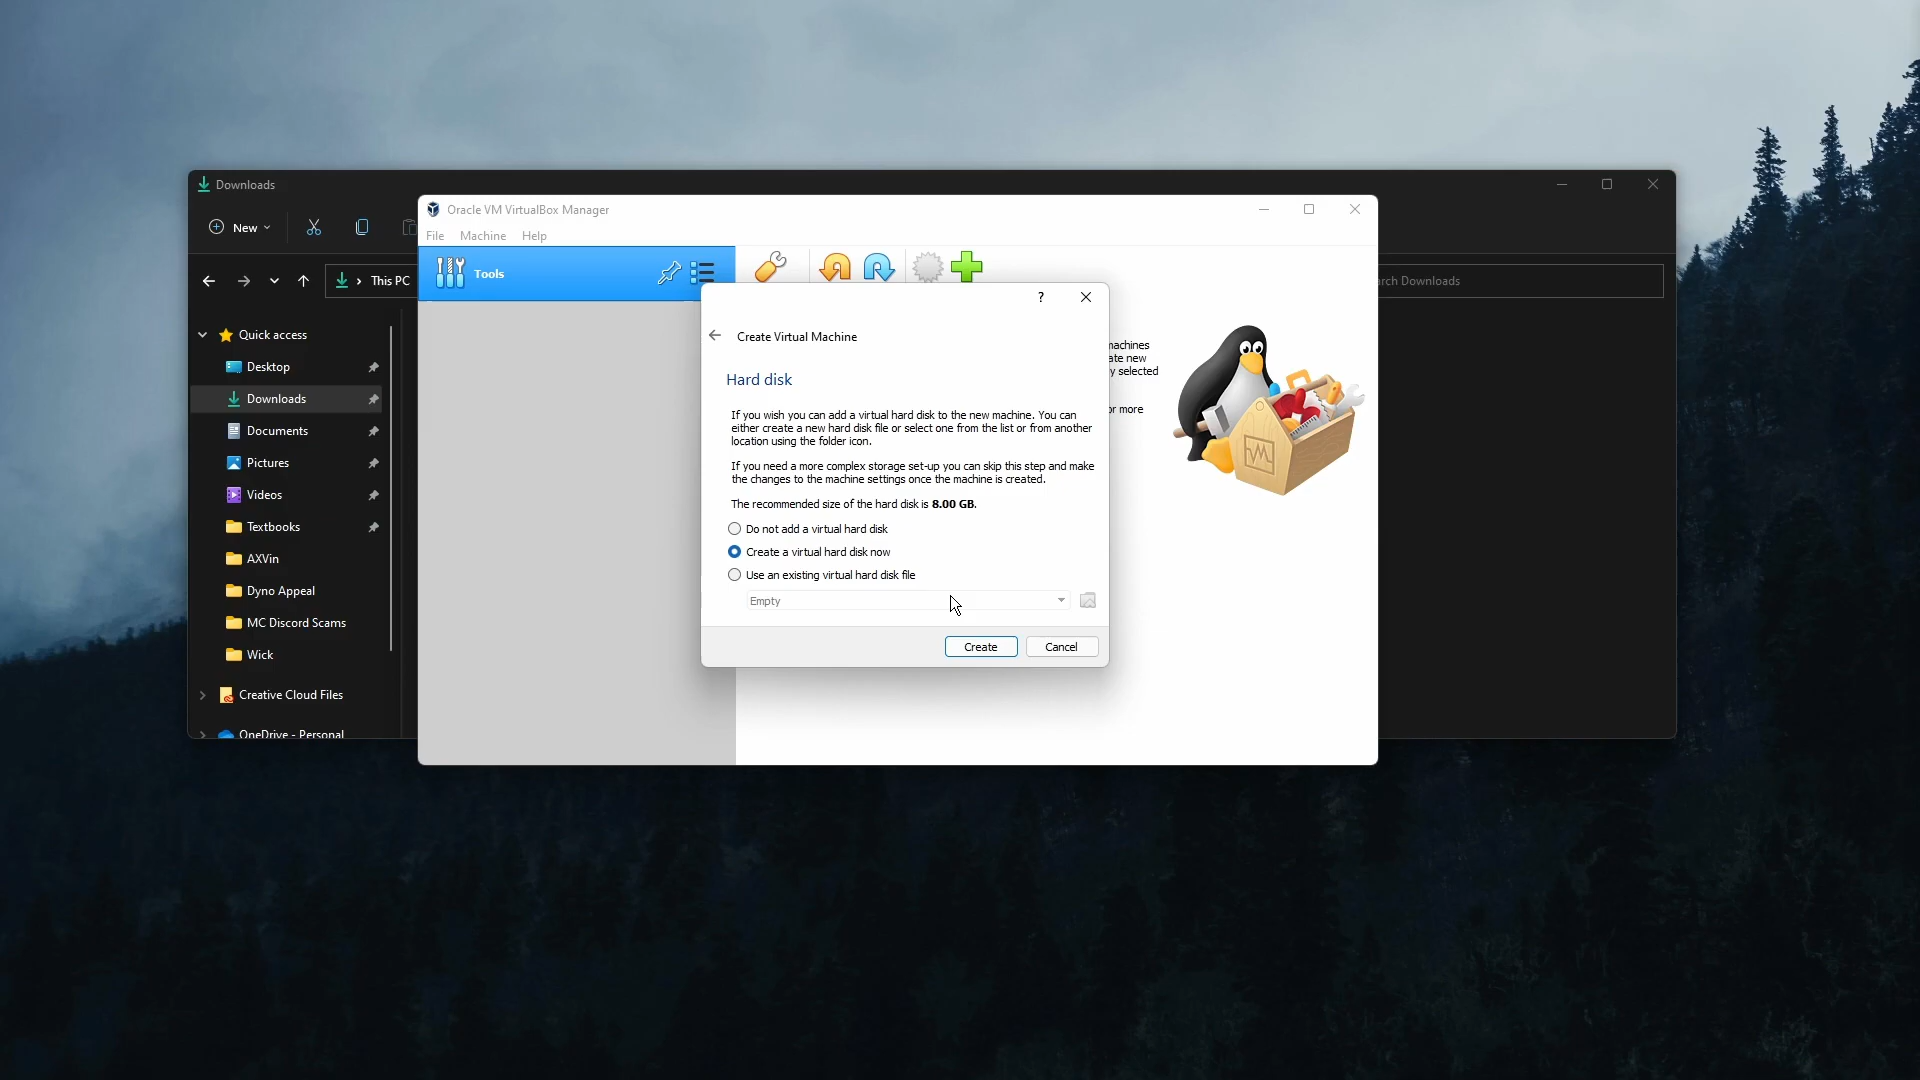 Downloads
New
This PC
arch Downloads
Quick access
Desktop
Downloads
Documents
Pictures
Videos
Textbooks
AXVin
Dyno Appeal
MC Discord Scams
Wick
Creative Cloud Files
OneDrive - Personal
Oracle VM VirtualBox Manager
File Machine Help
Tools
machines
ate new
y selected
or more
?
Create Virtual Machine
Hard disk
If you wish you can add a virtual hard disk to the new machine. You can
either create a new hard disk file or select one from the list or from another
location using the folder icon.
If you need a more complex storage set-up you can skip this step and make
the changes to the machine settings once the machine is created.
The recommended size of the hard disk is 8.00 GB.
Do not add a virtual hard disk
Create a virtual hard disk now
Use an existing virtual hard disk file
Empty
Create Cancel